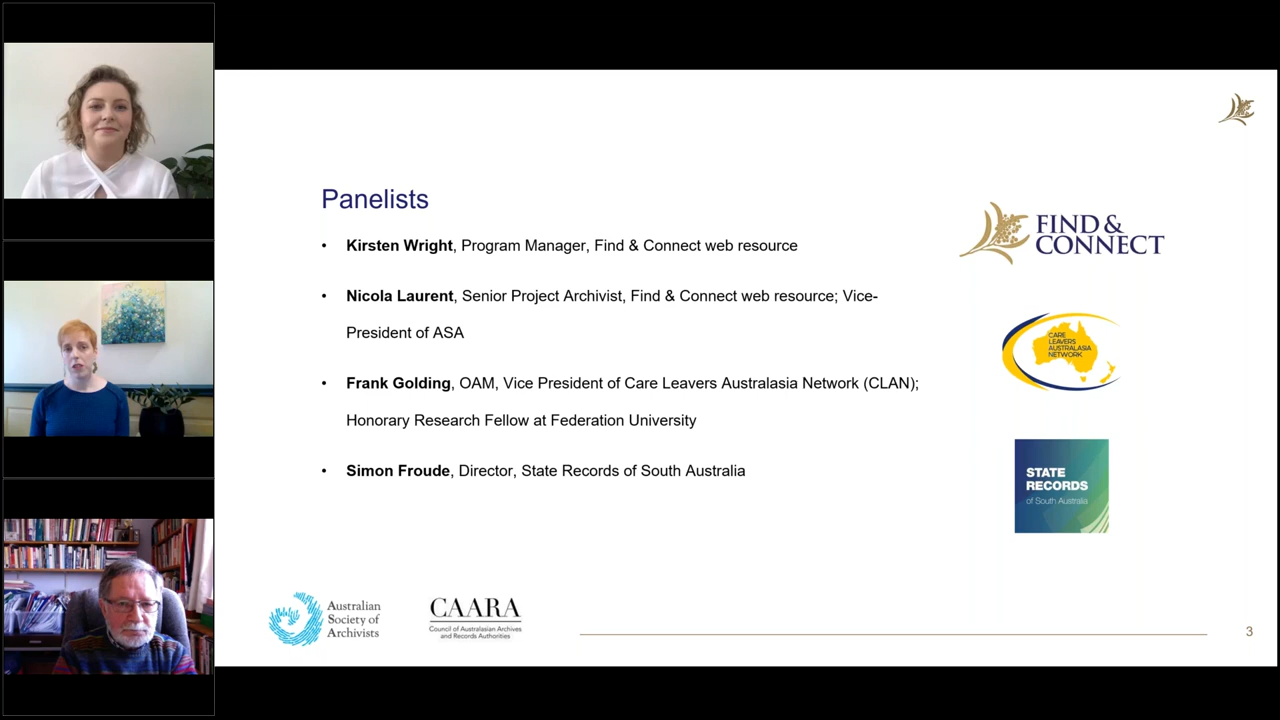 Panelists
• Kirsten Wright, Program Manager, Find & Connect web resource
• Nicola Laurent, Senior Project Archivist, Find & Connect web resource; Vice-
President of ASA
• Frank Golding, OAM, Vice President of Care Leavers Australasia Network (CLAN);
Honorary Research Fellow at Federation University
• Simon Froude, Director, State Records of South Australia
FIND &
CONNECT
CARE
LEAVERS
AUSTRALASIA
NETWORK
STATE
RECORDS
of South Australia
Australian
Society of
Archivists
CAARA
Council of Australasian Archives
and Records Authorities
3